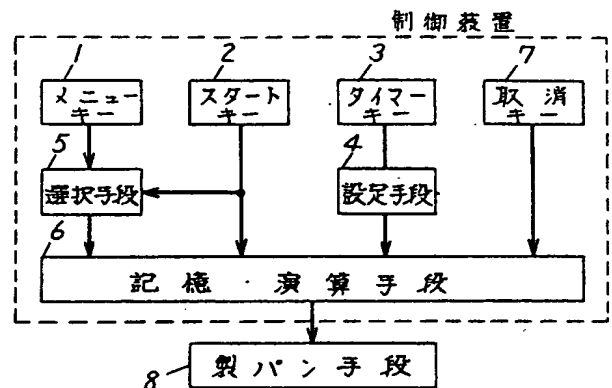 制御装置
1
2
3
7
メニュー
キー
スタート
キー
タイマー
キー
取消
キー
5
4
選択手段
設定手段
6
記憶・演算手段
製パン手段
8